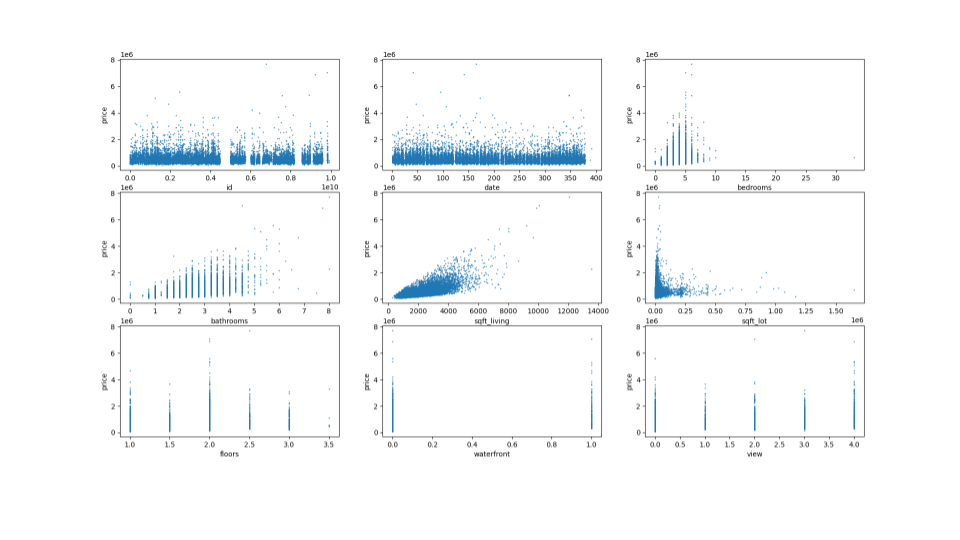 1e6
1e6
1e6
8
6
4
2
0
price
0.0 0.2 0.4 0.6 0.8 1.0
1e10
id
8
6
4
2
0
price
0 50 100 150 200 250 300 350 400
date
8
6
4
2
0
price
0 5 10 15 20 25 30
bedrooms
1e6
1e6
1e6
8
6
4
2
0
price
0 1 2 3 4 5 6 7 8
bathrooms
8
6
4
2
0
price
0 2000 4000 6000 8000 10000 12000 14000
sqft_living
8
6
4
2
0
price
0.00 0.25 0.50 0.75 1.00 1.25 1.50
1e6
sqft_lot
1e6
1e6
1e6
8
6
4
2
0
price
1.0 1.5 2.0 2.5 3.0 3.5
floors
8
6
4
2
0
price
0.0 0.2 0.4 0.6 0.8 1.0
waterfront
8
6
4
2
0
price
0.0 0.5 1.0 1.5 2.0 2.5 3.0 3.5 4.0
view